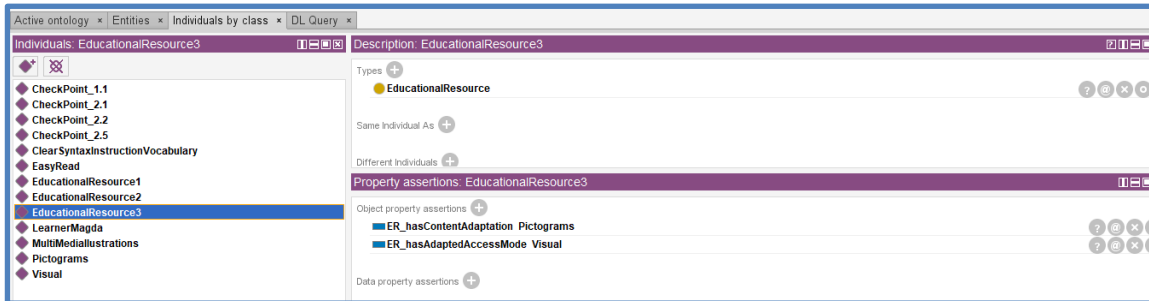 Active ontology × Entities × Individuals by class × DL Query ×
Individuals: EducationalResource3
CheckPoint_1.1
CheckPoint_2.1
CheckPoint_2.2
CheckPoint_2.5
ClearSyntaxInstructionVocabulary
EasyRead
EducationalResource1
EducationalResource2
EducationalResource3
LearnerMagda
MultiMediaIllustrations
Pictograms
Visual
Description: EducationalResource3
Types
EducationalResource
Same Individual As
Different Individuals
Property assertions: EducationalResource3
Object property assertions
ER_hasContentAdaptation Pictograms
ER_hasAdaptedAccessMode Visual
Data property assertions